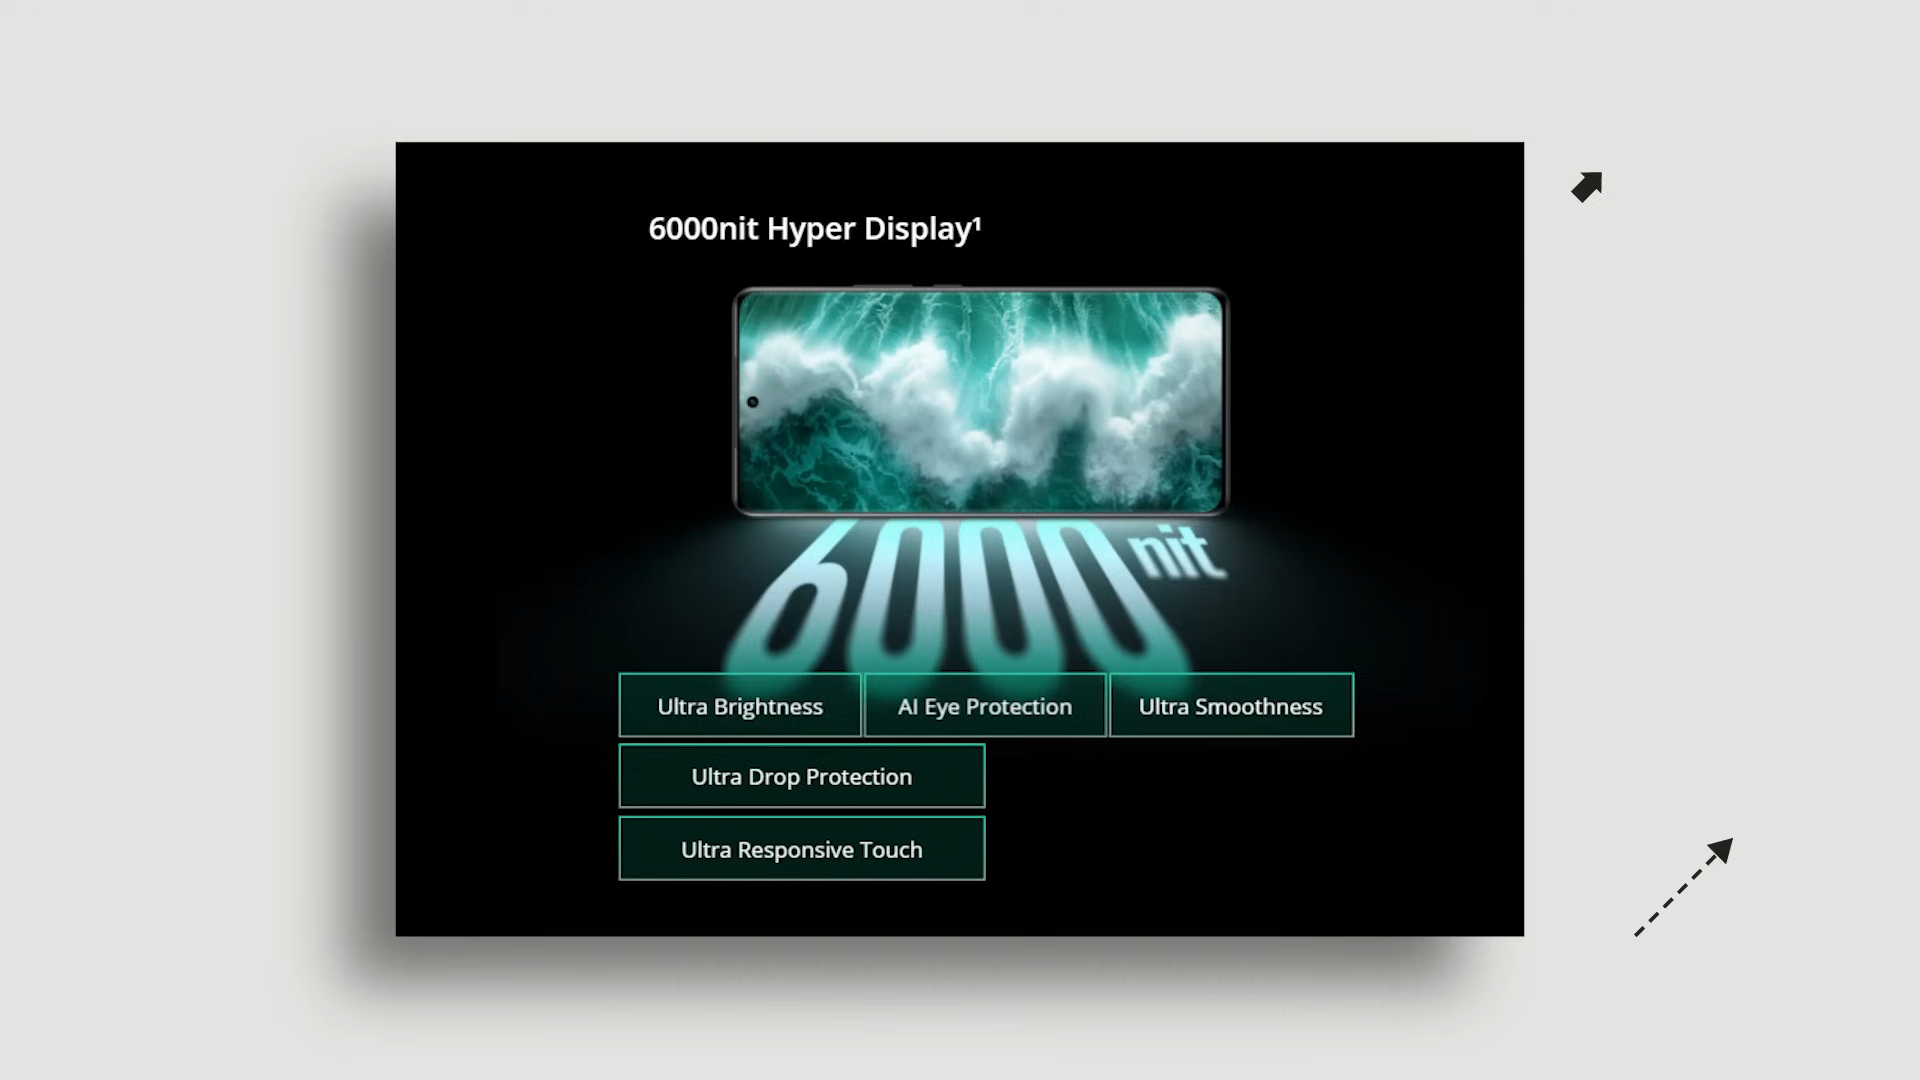 6000nit Hyper Display¹
6000nit
Ultra Brightness
AI Eye Protection
Ultra Smoothness
Ultra Drop Protection
Ultra Responsive Touch